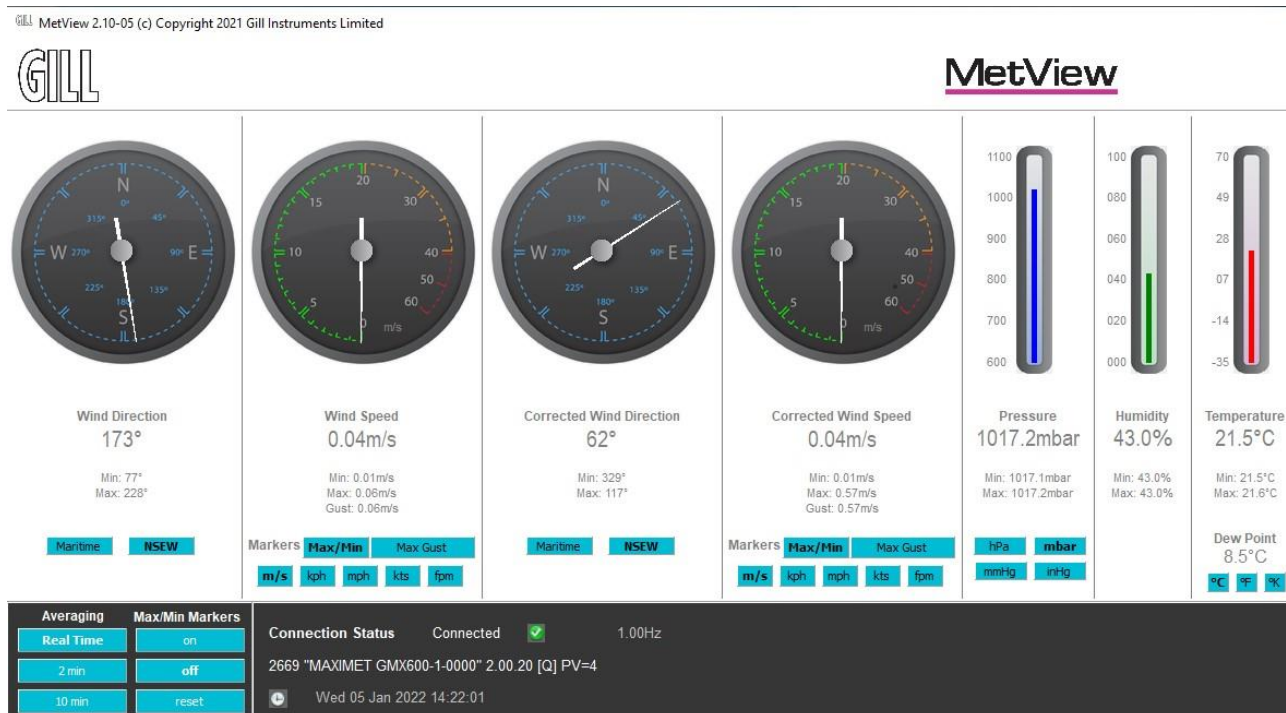 GILL MetView 2.10-05 (c) Copyright 2021 Gill Instruments Limited
GILL
MetView
N
0°
45°
90° E
135°
180°
S
225°
W 270°
315°
0
5
10
15
20
30
40
50
60
m/s
N
0°
45°
90° E
135°
180°
S
225°
W 270°
315°
0
5
10
15
20
30
40
50
60
m/s
1100
1000
900
800
700
600
100
080
060
040
020
000
70
49
28
07
-14
-35
Wind Direction
173°
Min: 77°
Max: 228°
Maritime NSEW
Wind Speed
0.04m/s
Min: 0.01m/s
Max: 0.06m/s
Gust: 0.06m/s
Markers Max/Min Max Gust
m/s kph mph kts fpm
Corrected Wind Direction
62°
Min: 329°
Max: 117°
Maritime NSEW
Corrected Wind Speed
0.04m/s
Min: 0.01m/s
Max: 0.57m/s
Gust: 0.57m/s
Markers Max/Min Max Gust
m/s kph mph kts fpm
Pressure
1017.2mbar
Min: 1017.1mbar
Max: 1017.2mbar
hPa mbar
mmHg inHg
Humidity
43.0%
Min: 43.0%
Max: 43.0%
Temperature
21.5°C
Min: 21.5°C
Max: 21.6°C
Dew Point
8.5°C
°C °F °K
Averaging Max/Min Markers
Real Time on
2 min off
10 min reset
Connection Status Connected 1.00Hz
2669 "MAXIMET GMX600-1-0000" 2.00.20 [Q] PV=4
Wed 05 Jan 2022 14:22:01